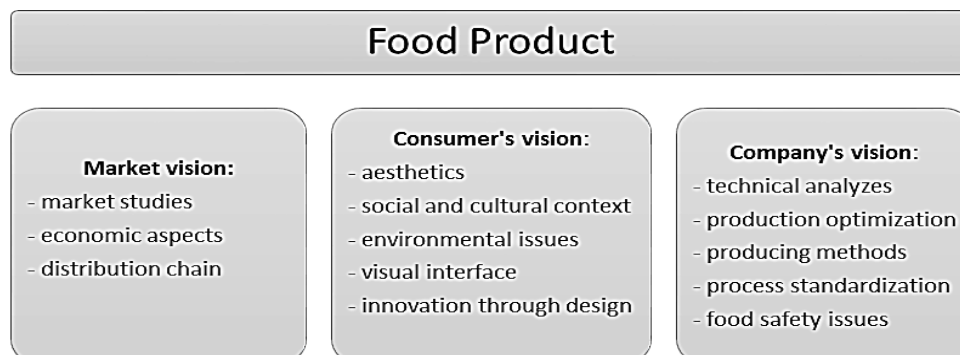 Food Product
Market vision:
- market studies
- economic aspects
- distribution chain
Consumer's vision:
- aesthetics
- social and cultural context
- environmental issues
- visual interface
- innovation through design
Company's vision:
- technical analyzes
- production optimization
- producing methods
- process standardization
- food safety issues